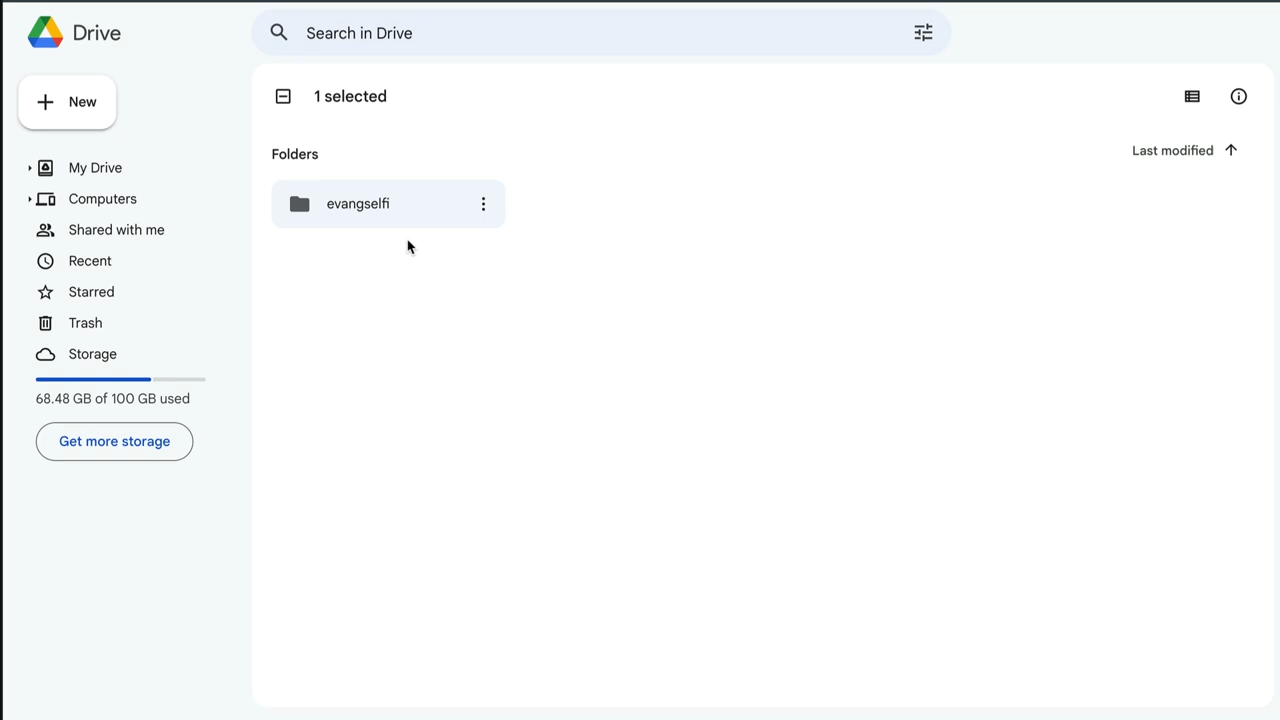 Drive
Search in Drive
New
1 selected
My Drive
Computers
Shared with me
Recent
Starred
Trash
Storage
68.48 GB of 100 GB used
Get more storage
Folders
Last modified
evangselfi